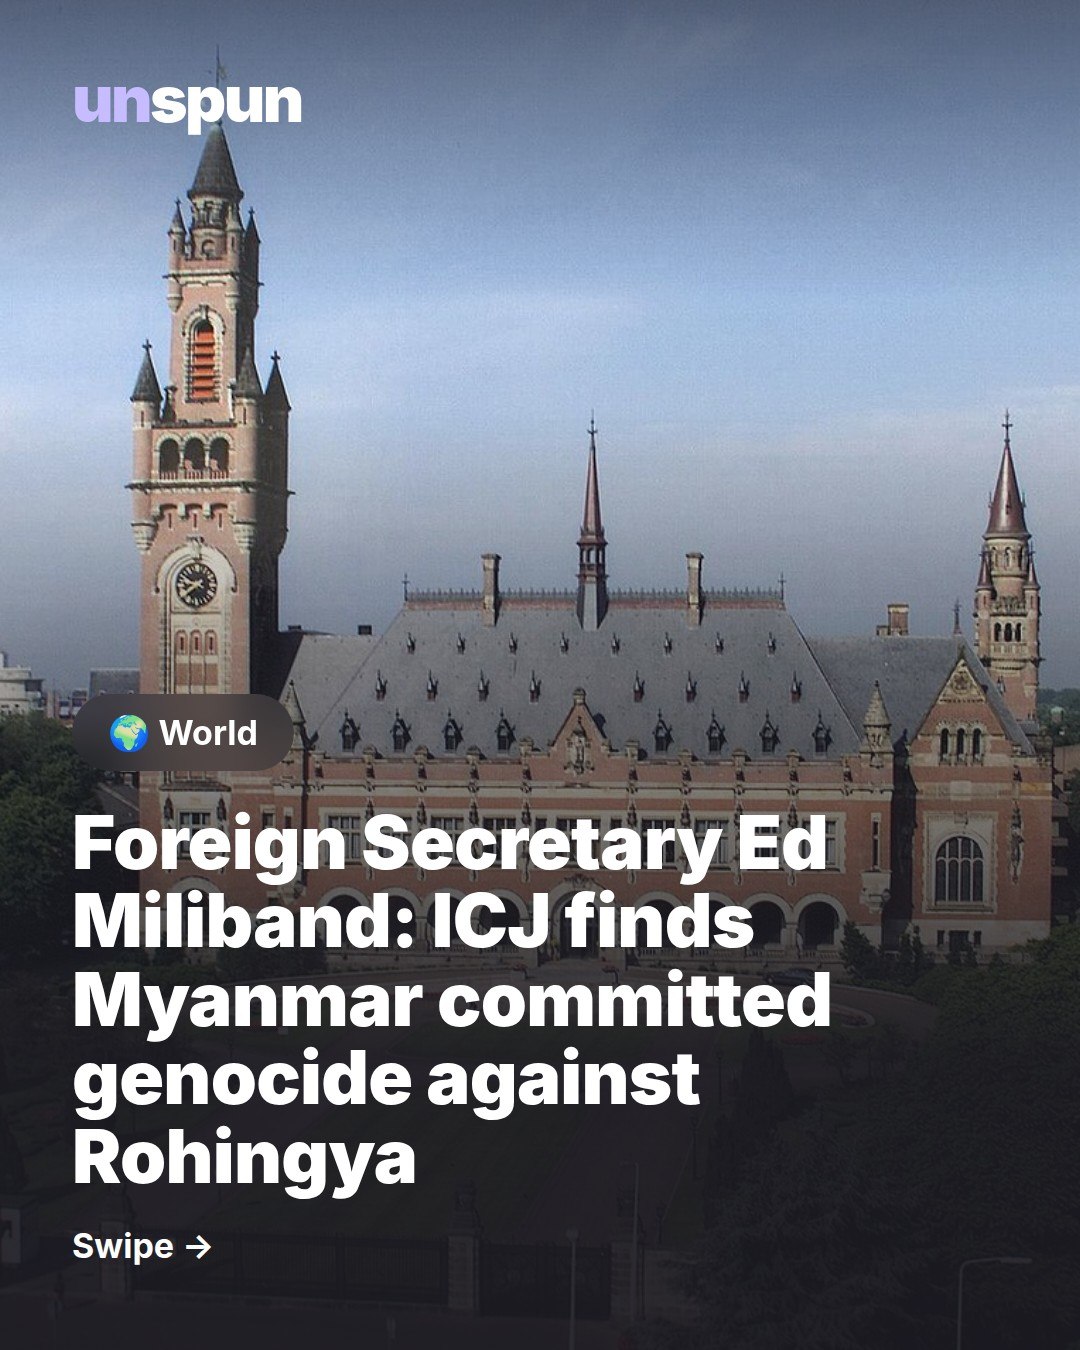 unspun
🌍 World
Foreign Secretary Ed
Miliband: ICJ finds
Myanmar committed
genocide against
Rohingya
Swipe →